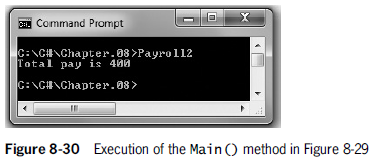 Command Prompt
C:\C#\Chapter.08>Payroll2
Total pay is 400
C:\C#\Chapter.08>
Figure 8-30 Execution of the Main() method in Figure 8-29